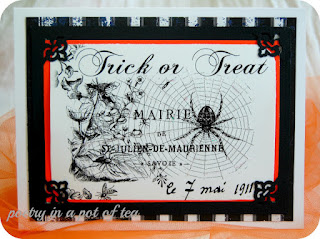 Trick or Treat
MAIRIE
DE
ST-JULIEN-DE-MAURIENNE
SAVOIE
le 7 mai 1911
poetry in a pot of tea